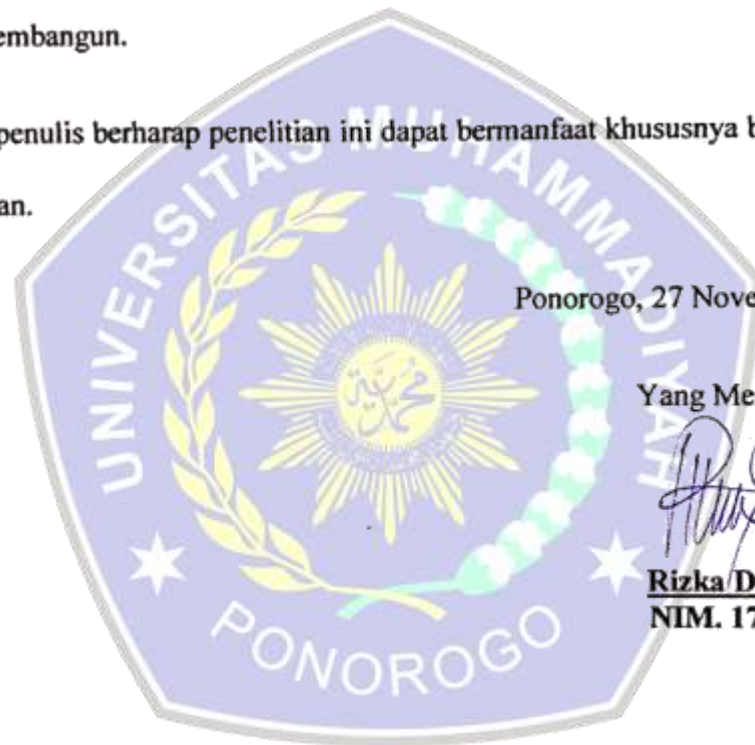 embangun.
penulis berharap penelitian ini dapat bermanfaat khususnya b
an.
Ponorogo, 27 Nove
Yang Me
Rizka D
NIM. 17
UNIVERSITAS MUHAMMADIYAH
PONOROGO
محمدية